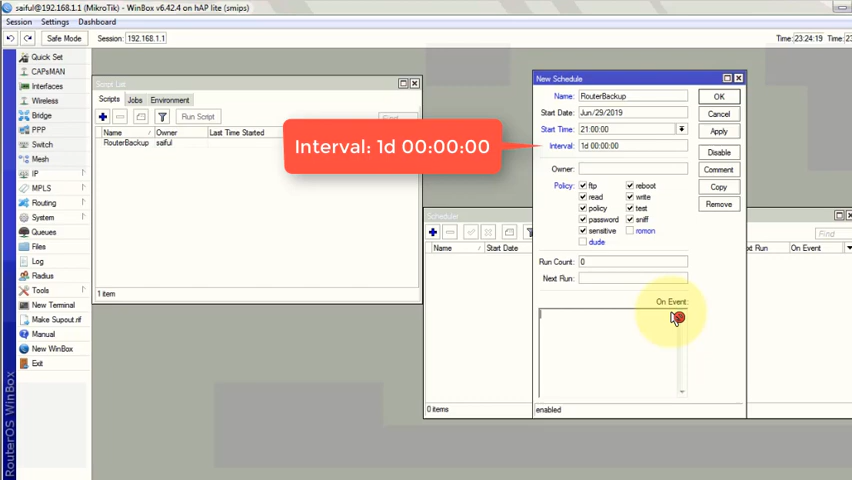 saiful@192.168.1.1 (MikroTik) - WinBox v6.42.4 on hAP lite (smips)
Session Settings Dashboard
Safe Mode Session: 192.168.1.1 Time: 23:24:19
Quick Set
CAPsMAN
Interfaces
Wireless
Bridge
PPP
Switch
Mesh
IP
MPLS
Routing
System
Queues
Files
Log
Radius
Tools
New Terminal
Make Supout.rif
Manual
New WinBox
Exit
RouterOS WinBox
Script List
Scripts Jobs Environment
Run Script
Name Owner Last Time Started
RouterBackup saiful
1 item
Interval: 1d 00:00:00
Scheduler
Find
Name Start Date Run On Event
0 items
New Schedule
Name: RouterBackup
Start Date: Jun/29/2019
Start Time: 21:00:00
Interval: 1d 00:00:00
Owner:
Policy: ftp reboot
read write
policy test
password sniff
sensitive romon
dude
Run Count: 0
Next Run:
On Event:
enabled
OK
Cancel
Apply
Disable
Comment
Copy
Remove